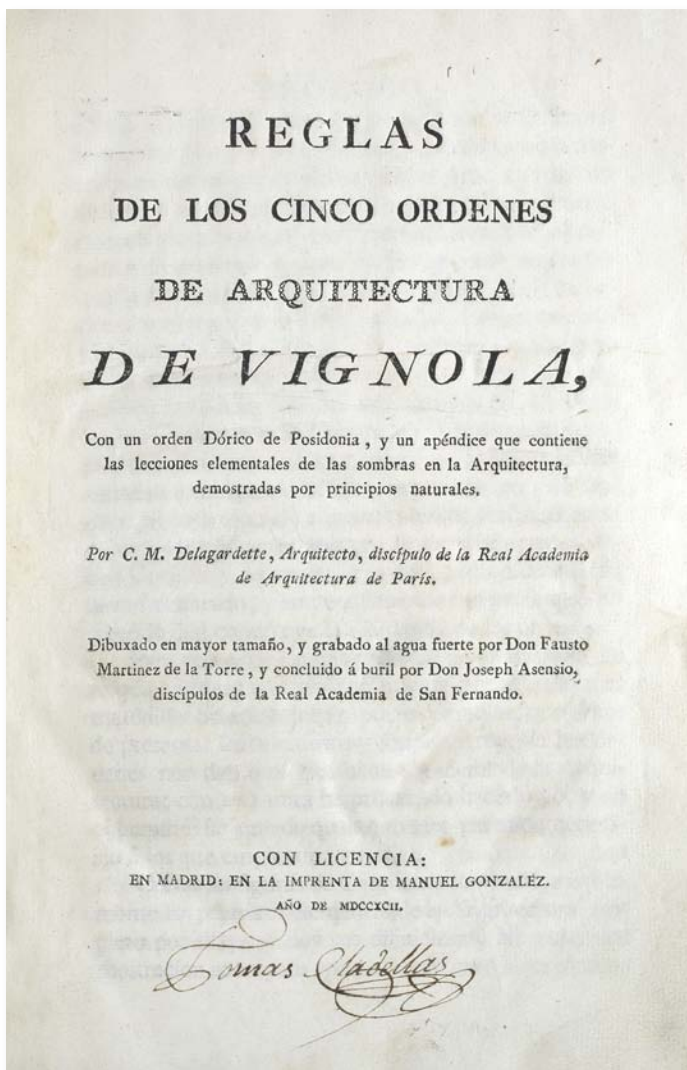 REGLAS
DE LOS CINCO ORDENES
DE ARQUITECTURA
DE VIGNOLA,
Con un orden Dórico de Posidonia, y un apéndice que contiene
las lecciones elementales de las sombras en la Arquitectura,
demostradas por principios naturales.
Por C. M. Delagardette, Arquitecto, discípulo de la Real Academia
de Arquitectura de París.
Dibuxado en mayor tamaño, y grabado al agua fuerte por Don Fausto
Martinez de la Torre, y concluido á buril por Don Joseph Asensio,
discípulos de la Real Academia de San Fernando.
CON LICENCIA:
EN MADRID: EN LA IMPRENTA DE MANUEL GONZALEZ.
AÑO DE MDCCXCII.
Tomas